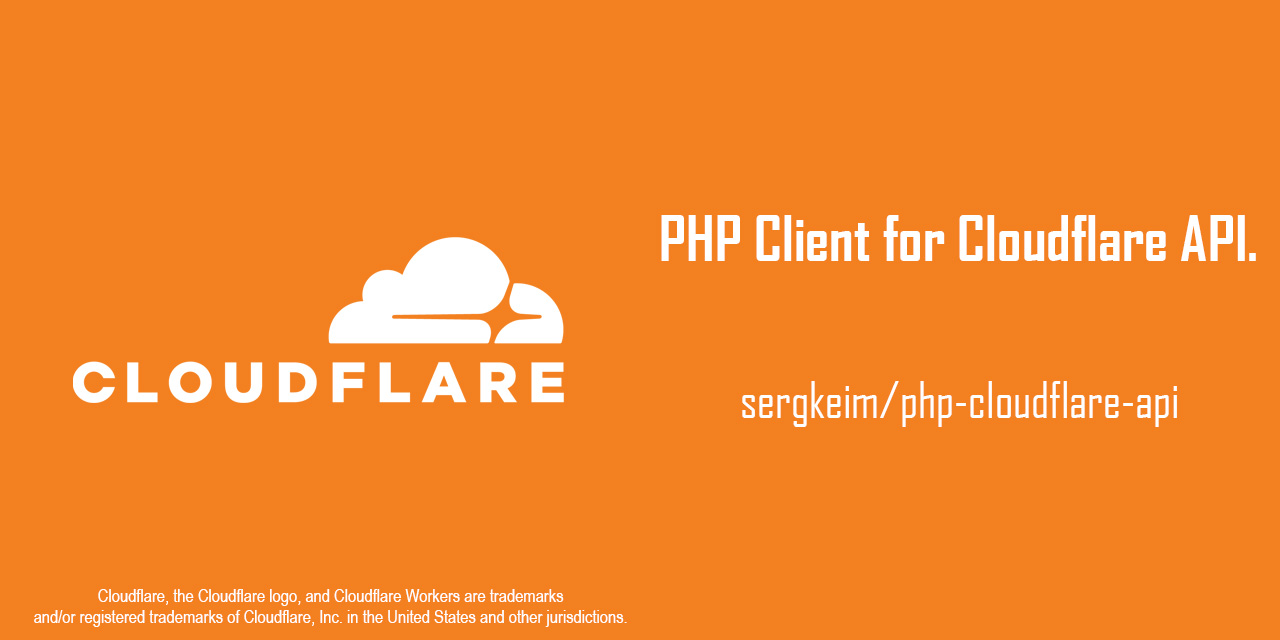 CLOUDFLARE
PHP Client for Cloudflare API.
sergkeim/php-cloudflare-api
Cloudflare, the Cloudflare logo, and Cloudflare Workers are trademarks
and/or registered trademarks of Cloudflare, Inc. in the United States and other jurisdictions.